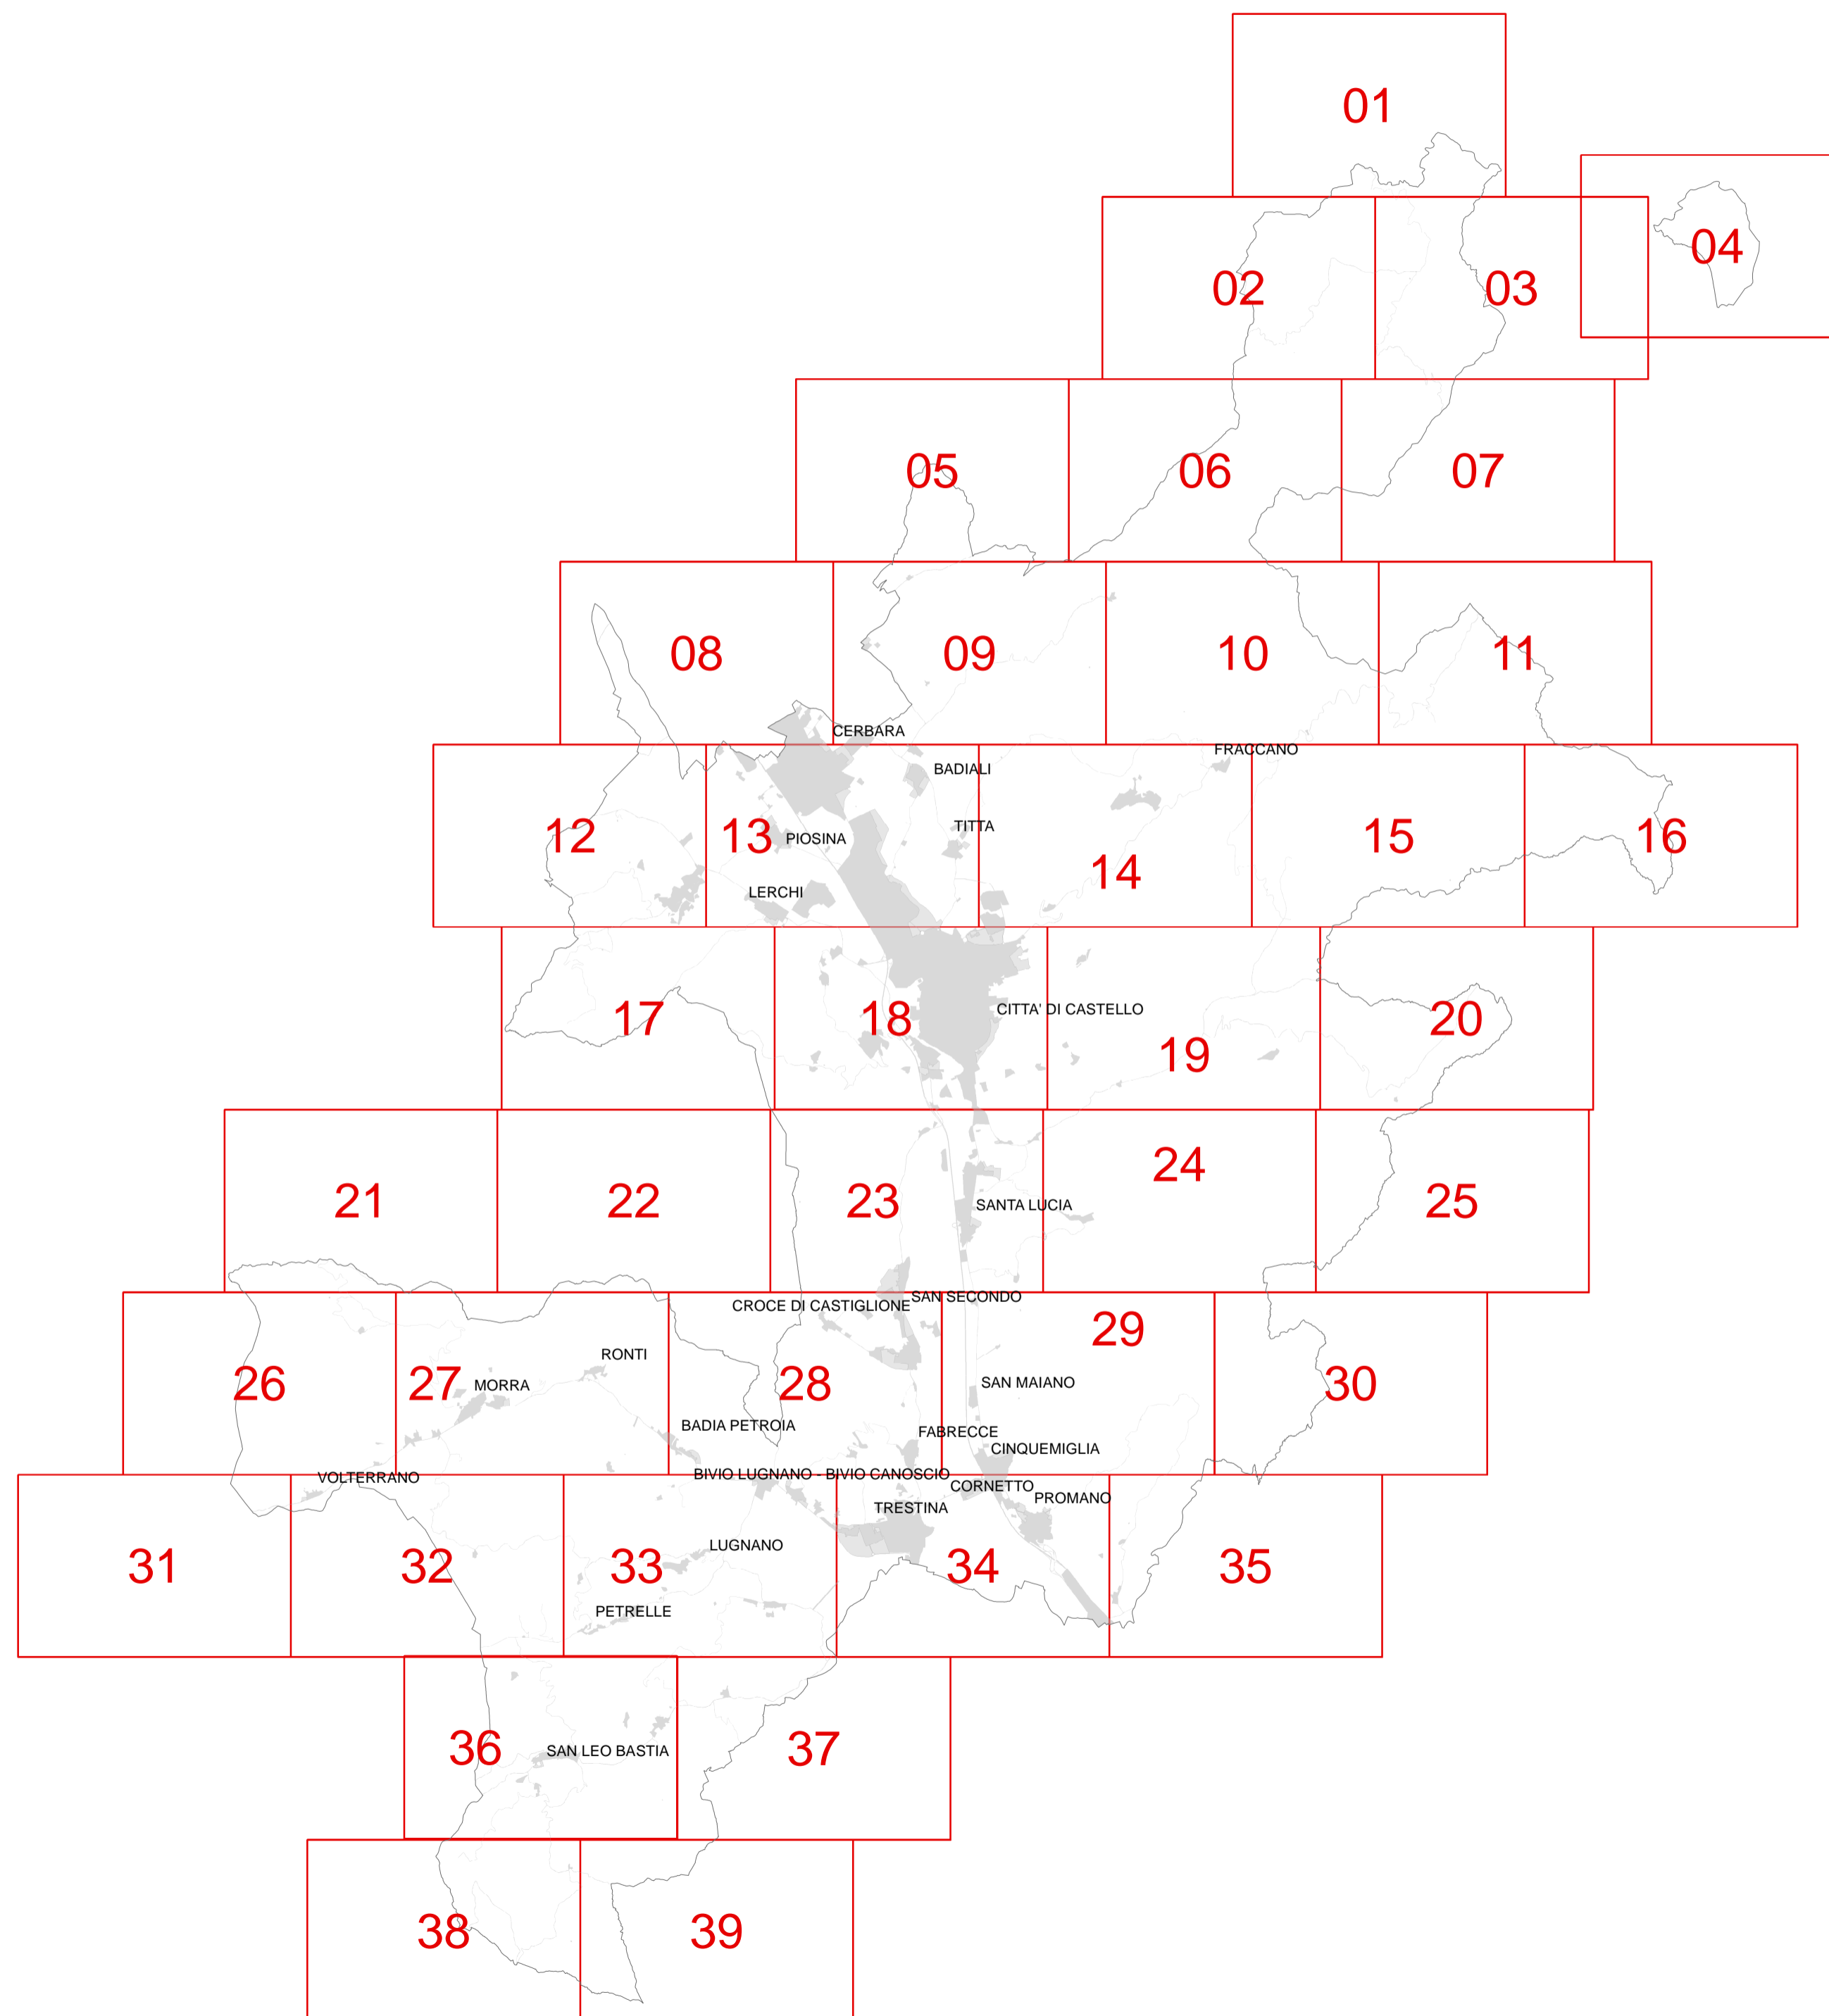 01
04
02
03
05
06
07
08
09
10
11
CERBARA
FRACCANO
BADIALI
TITTA
12
13
PIOSINA
15
16
14
LERCHI
CITTA' DI CASTELLO
17
18
20
19
24
21
22
23
SANTA LUCIA
25
SAN SECONDO
CROCE DI CASTIGLIONE
29
RONTI
26
27
MORRA
28
SAN MAIANO
30
BADIA PETROIA
FABRECCE
CINQUEMIGLIA
VOLTERRANO
BIVIO LUGNANO - BIVIO CANOSCIO
CORNETTO
PROMANO
TRESTINA
LUGNANO
31
32
33
34
35
PETRELLE
36
SAN LEO BASTIA
37
38
39